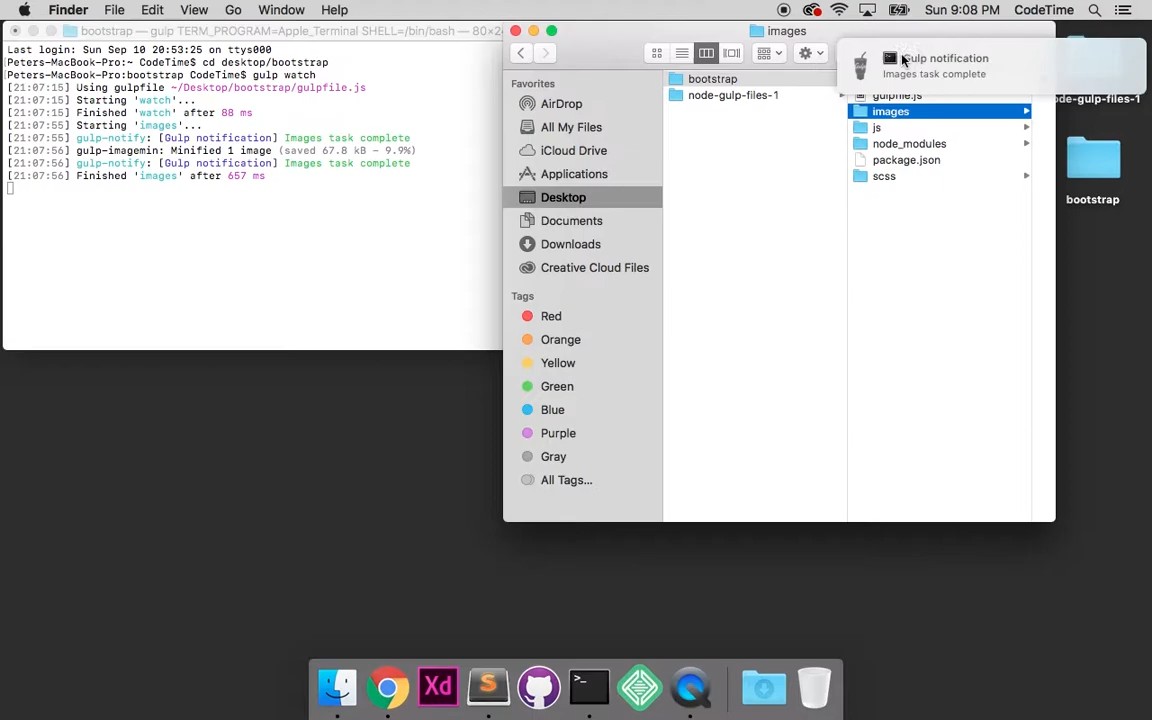 Finder File Edit View Go Window Help
Sun 9:08 PM CodeTime
bootstrap — gulp TERM_PROGRAM=Apple_Terminal SHELL=/bin/bash — 80×24
Last login: Sun Sep 10 20:53:25 on ttys000
Peters-MacBook-Pro:~ CodeTime$ cd desktop/bootstrap
Peters-MacBook-Pro:bootstrap CodeTime$ gulp watch
[21:07:15] Using gulpfile ~/Desktop/bootstrap/gulpfile.js
[21:07:15] Starting 'watch'...
[21:07:15] Finished 'watch' after 88 ms
[21:07:55] Starting 'images'...
[21:07:55] gulp-notify: [Gulp notification] Images task complete
[21:07:56] gulp-imagemin: Minified 1 image (saved 67.8 kB - 9.9%)
[21:07:56] gulp-notify: [Gulp notification] Images task complete
[21:07:56] Finished 'images' after 657 ms
images
Favorites
AirDrop
All My Files
iCloud Drive
Applications
Desktop
Documents
Downloads
Creative Cloud Files
Tags
Red
Orange
Yellow
Green
Blue
Purple
Gray
All Tags...
bootstrap
node-gulp-files-1
gulpfile.js
images
js
node_modules
package.json
scss
Gulp notification
Images task complete
ode-gulp-files-1
bootstrap
Xd
S
>_